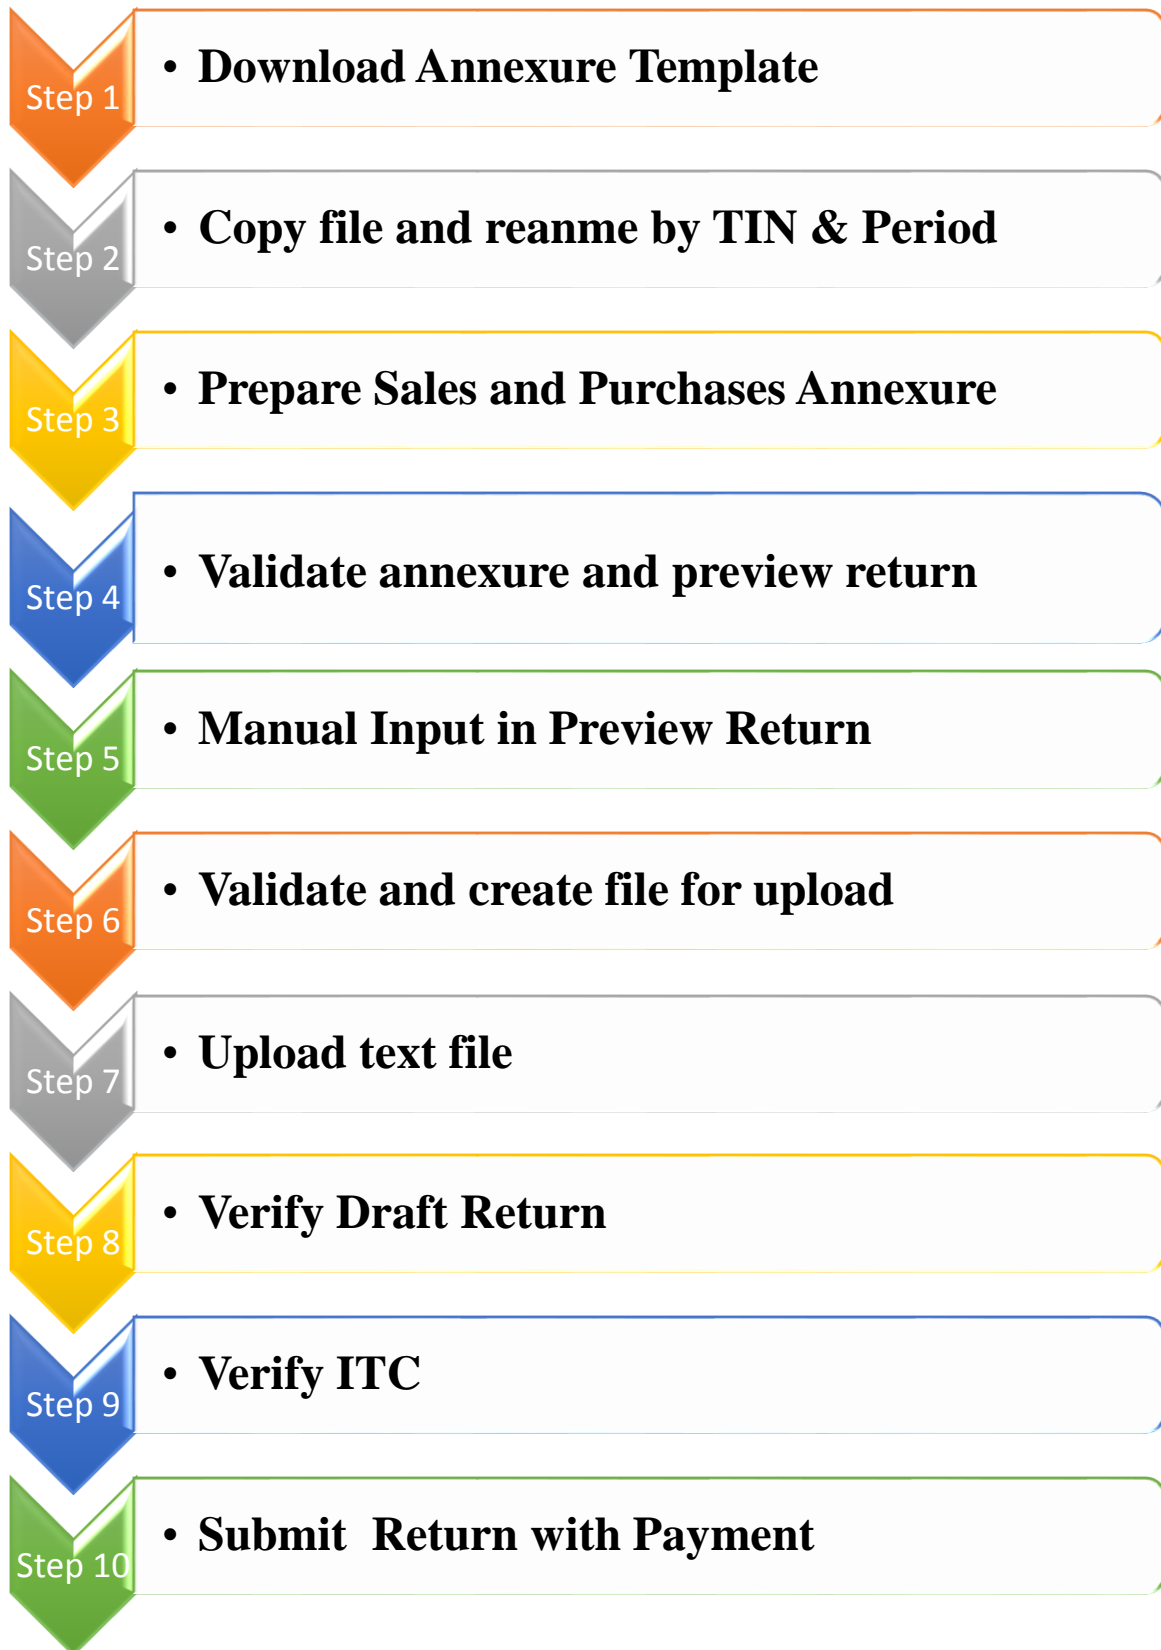 Step 1
• Download Annexure Template
Step 2
• Copy file and reanme by TIN & Period
Step 3
• Prepare Sales and Purchases Annexure
Step 4
• Validate annexure and preview return
Step 5
• Manual Input in Preview Return
Step 6
• Validate and create file for upload
Step 7
• Upload text file
Step 8
• Verify Draft Return
Step 9
• Verify ITC
Step 10
• Submit  Return with Payment